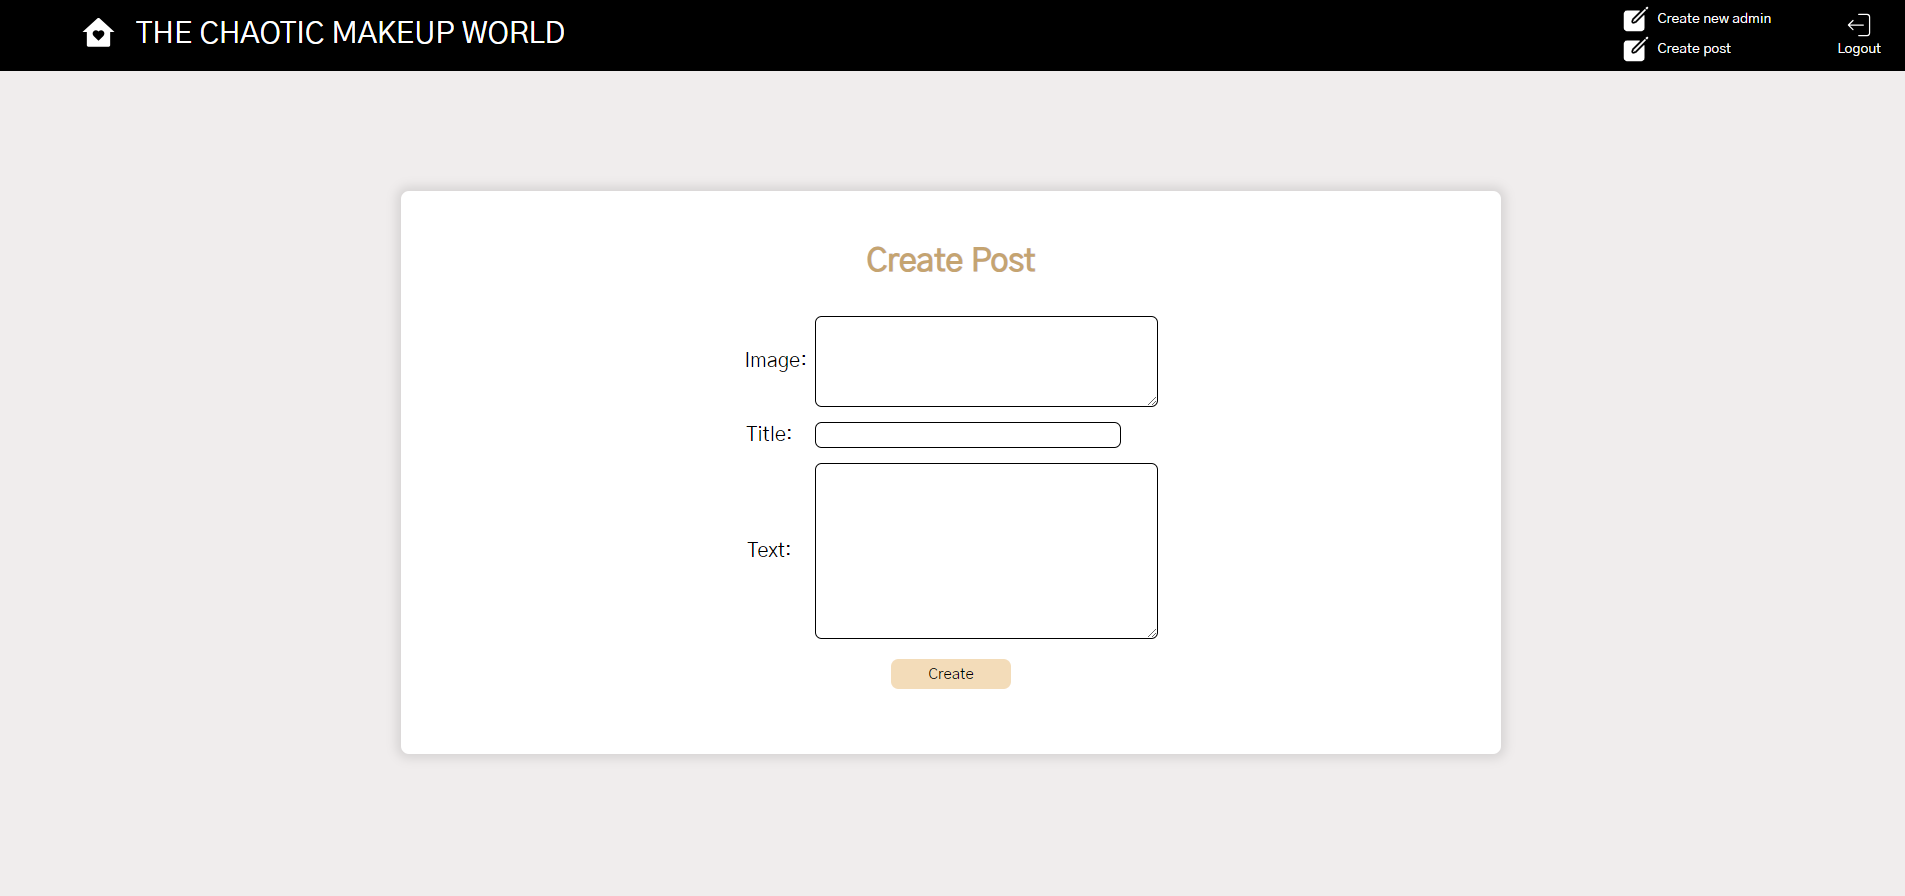 THE CHAOTIC MAKEUP WORLD
Create new admin
Create post
Logout
Create Post
Image:
Title:
Text:
Create